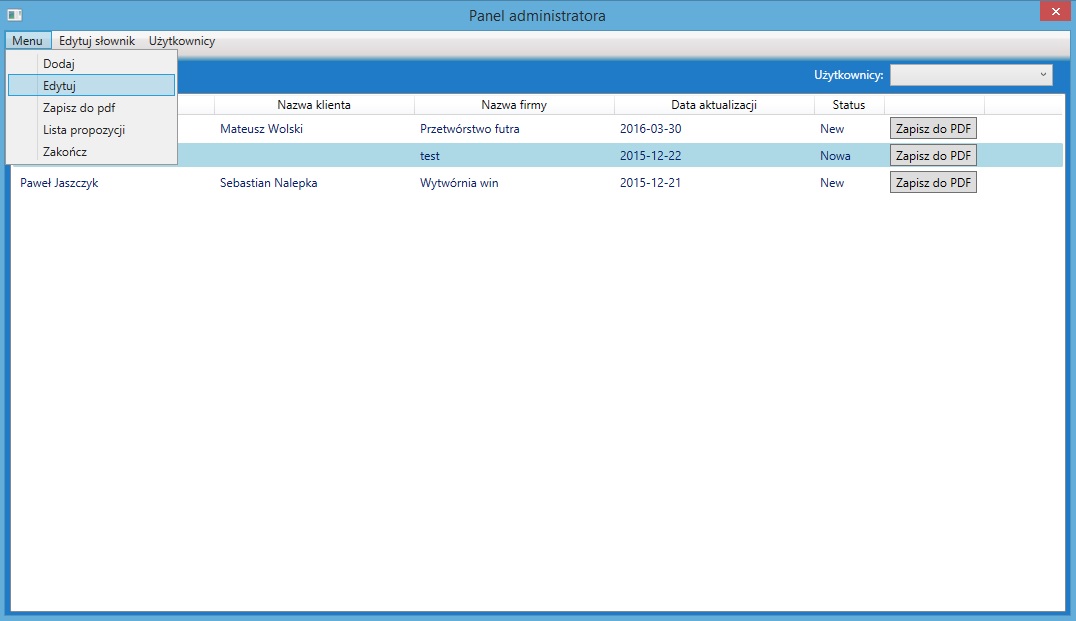 Panel administratora
Menu Edytuj słownik Użytkownicy
Dodaj
Edytuj
Zapisz do pdf
Lista propozycji
Zakończ
Użytkownicy:
Nazwa klienta Nazwa firmy Data aktualizacji Status
Mateusz Wolski Przetwórstwo futra 2016-03-30 New Zapisz do PDF
test 2015-12-22 Nowa Zapisz do PDF
Paweł Jaszczyk Sebastian Nalepka Wytwórnia win 2015-12-21 New Zapisz do PDF